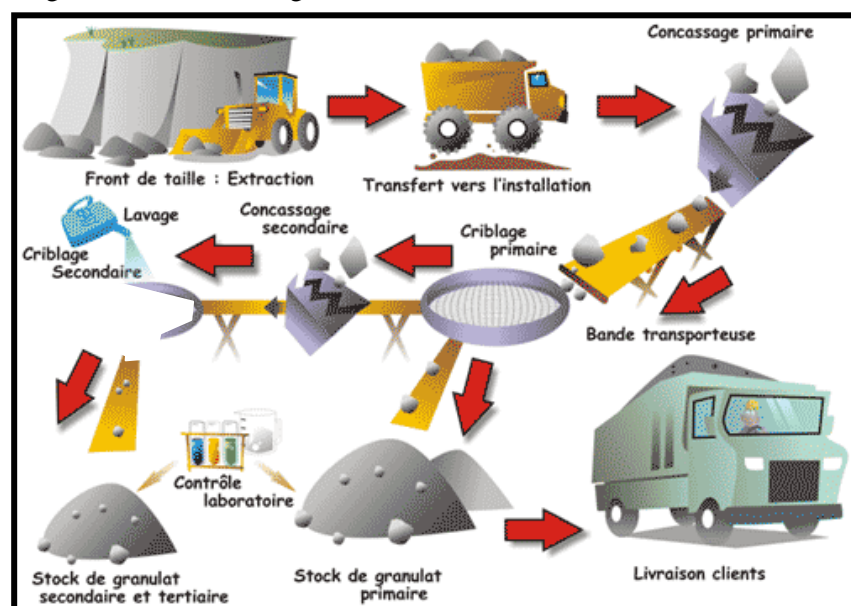 Concassage primaire
Front de taille : Extraction
Transfert vers l'installation
Lavage
Criblage
Secondaire
Concassage
secondaire
Criblage
primaire
Bande transporteuse
Contrôle
laboratoire
Stock de granulat
secondaire et tertiaire
Stock de granulat
primaire
Livraison clients